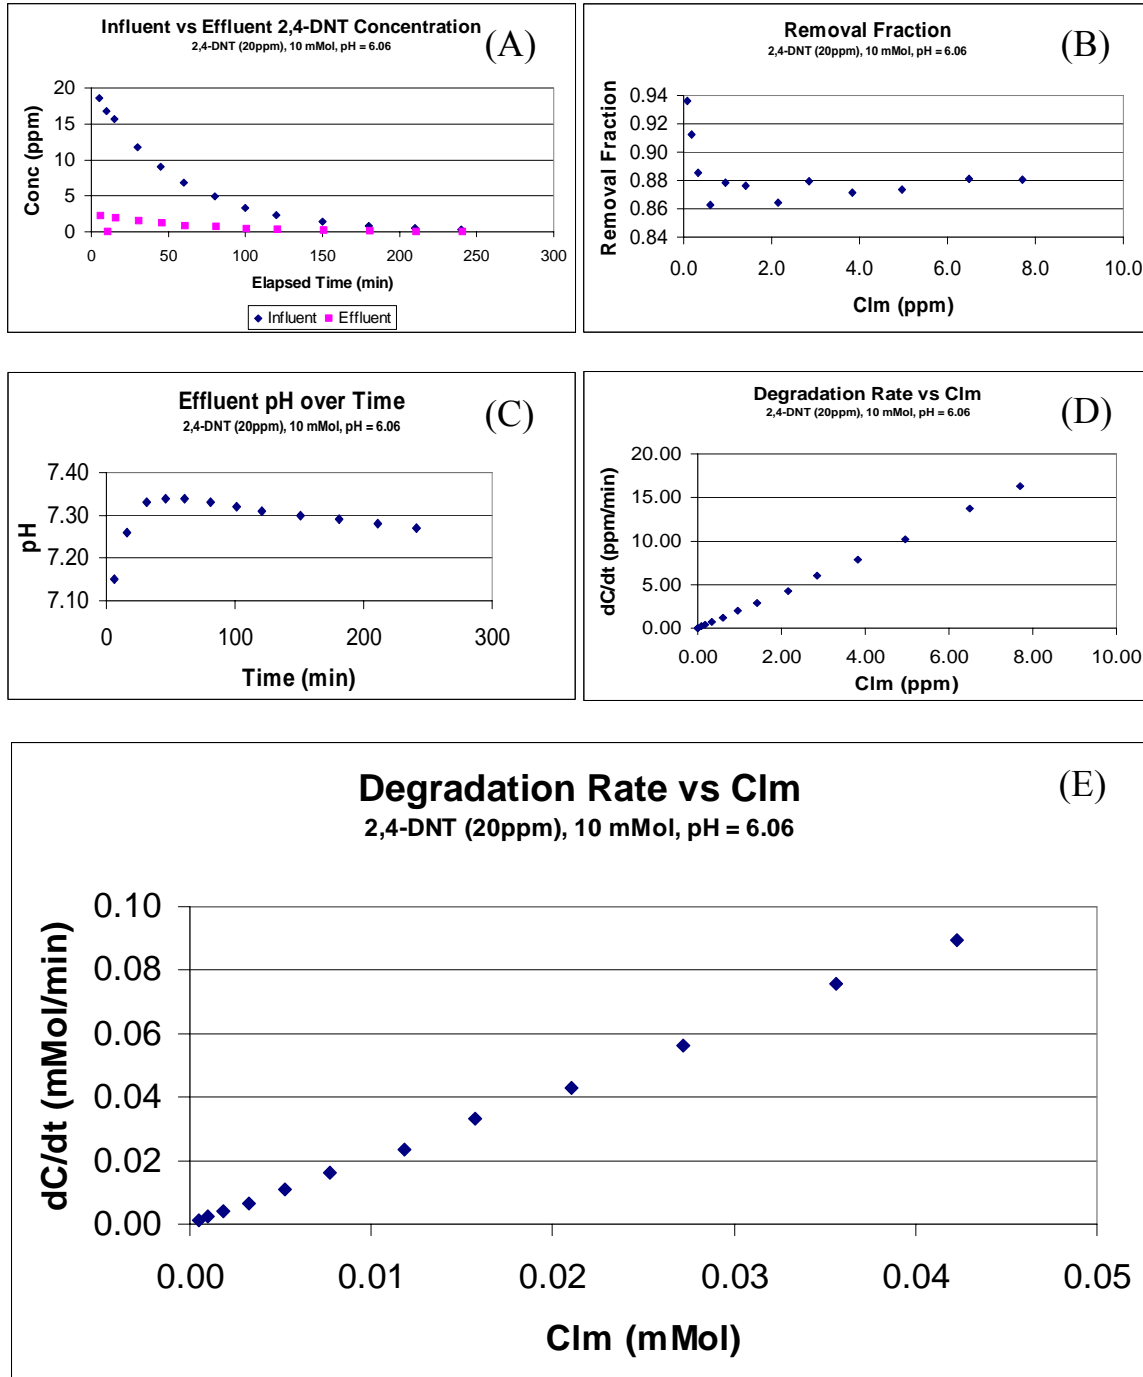 Influent vs Effluent 2,4-DNT Concentration
2,4-DNT (20ppm), 10 mMol, pH = 6.06
(A)
20
15
10
5
0
Conc (ppm)
0 50 100 150 200 250 300
Elapsed Time (min)
Influent Effluent
Removal Fraction
2,4-DNT (20ppm), 10 mMol, pH = 6.06
(B)
0.94
0.92
0.90
0.88
0.86
0.84
Removal Fraction
0.0 2.0 4.0 6.0 8.0 10.0
Clm (ppm)
Effluent pH over Time
2,4-DNT (20ppm), 10 mMol, pH = 6.06
(C)
7.40
7.30
7.20
7.10
pH
0 100 200 300
Time (min)
Degradation Rate vs Clm
2,4-DNT (20ppm), 10 mMol, pH = 6.06
(D)
20.00
15.00
10.00
5.00
0.00
dC/dt (ppm/min)
0.00 2.00 4.00 6.00 8.00 10.00
Clm (ppm)
Degradation Rate vs Clm
2,4-DNT (20ppm), 10 mMol, pH = 6.06
(E)
0.10
0.08
0.06
0.04
0.02
0.00
dC/dt (mMol/min)
0.00 0.01 0.02 0.03 0.04 0.05
Clm (mMol)